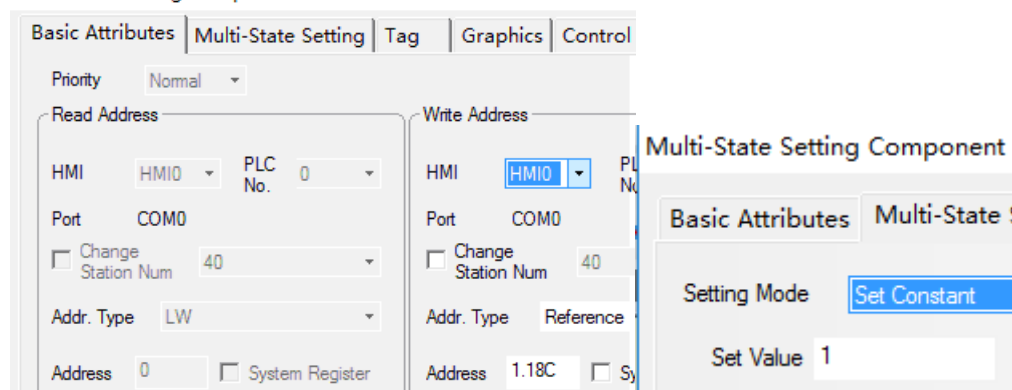 Basic Attributes Multi-State Setting Tag Graphics Control
Priority Normal
Read Address
HMI HMI0 PLC No. 0
Port COM0
Change Station Num 40
Addr. Type LW
Address 0 System Register
Write Address
HMI HMI0
Port COM0
Change Station Num 40
Addr. Type Reference
Address 1.18C
Multi-State Setting Component
Basic Attributes Multi-State
Setting Mode Set Constant
Set Value 1